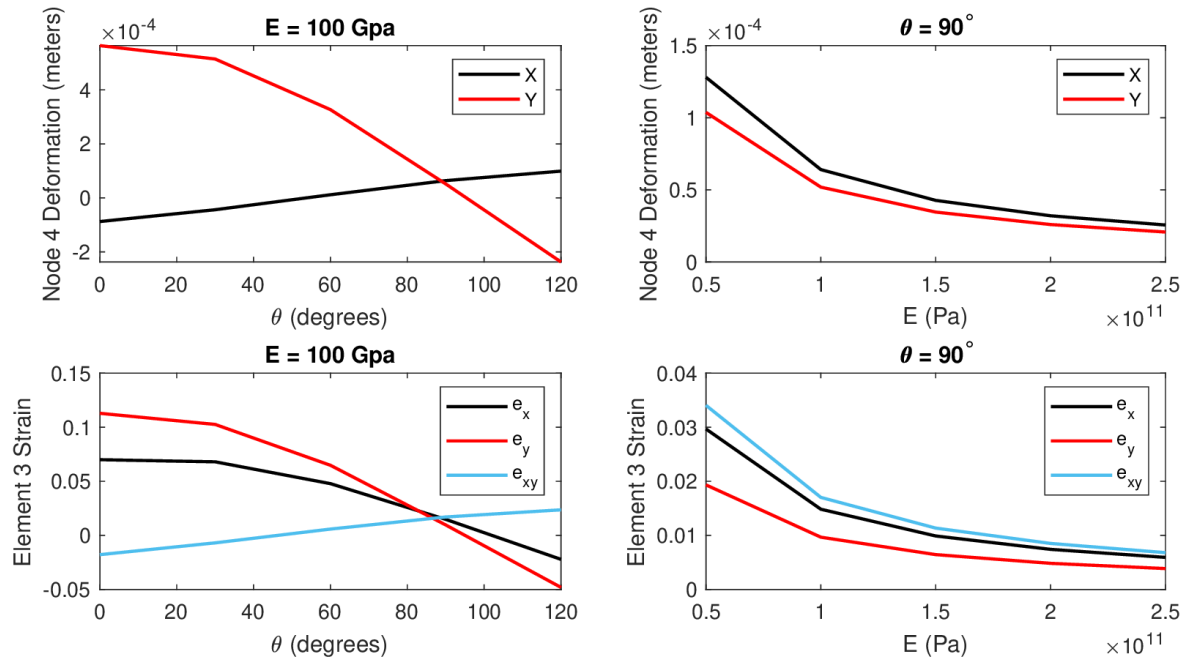 ×10⁻⁴
E = 100 Gpa
Node 4 Deformation (meters)
4
2
0
-2
X
Y
0 20 40 60 80 100 120
θ (degrees)
×10⁻⁴
θ = 90°
Node 4 Deformation (meters)
1.5
1
0.5
0
X
Y
0.5 1 1.5 2 2.5
E (Pa)
×10¹¹
E = 100 Gpa
Element 3 Strain
0.15
0.1
0.05
0
-0.05
e_x
e_y
e_xy
0 20 40 60 80 100 120
θ (degrees)
θ = 90°
Element 3 Strain
0.04
0.03
0.02
0.01
0
e_x
e_y
e_xy
0.5 1 1.5 2 2.5
E (Pa)
×10¹¹